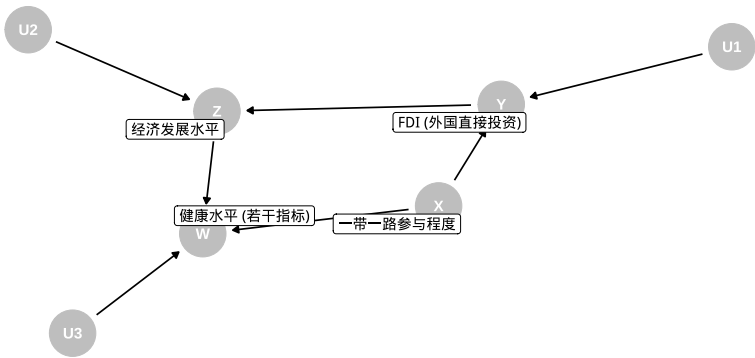 U2
U1
Z
Y
经济发展水平
FDI (外国直接投资)
X
健康水平 (若干指标)
一带一路参与程度
W
U3